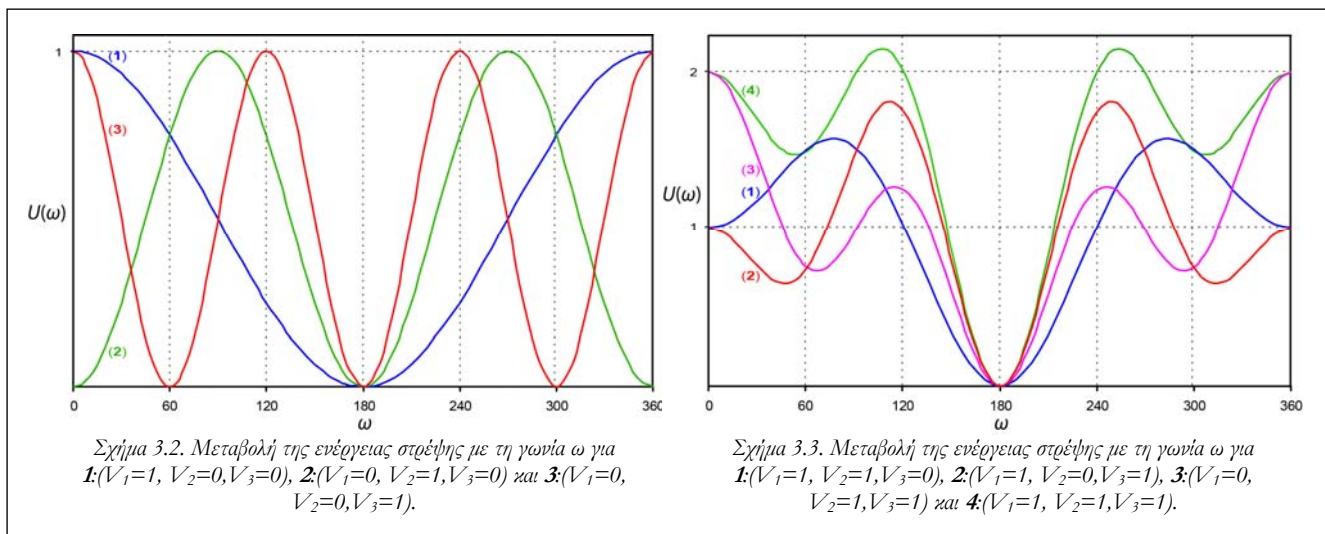 1
(1)
(3)
U(ω)
(2)
0 60 120 180 240 300 360
ω
Σχήμα 3.2. Μεταβολή της ενέργειας στρέψης με τη γωνία ω για
1:(V₁=1, V₂=0,V₃=0), 2:(V₁=0, V₂=1,V₃=0) και 3:(V₁=0,
V₂=0,V₃=1).
2
(4)
(3)
(1)
U(ω)
1
(2)
0 60 120 180 240 300 360
ω
Σχήμα 3.3. Μεταβολή της ενέργειας στρέψης με τη γωνία ω για
1:(V₁=1, V₂=1,V₃=0), 2:(V₁=1, V₂=0,V₃=1), 3:(V₁=0,
V₂=1,V₃=1) και 4:(V₁=1, V₂=1,V₃=1).